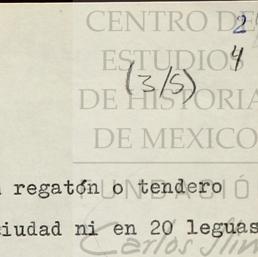 CENTRO DE
ESTUDIOS
DE HISTORIA
DE MEXICO
FUNDACIÓN
Carlos Slim
2
4
(3/5)
regatón o tendero
ciudad ni en 20 leguas